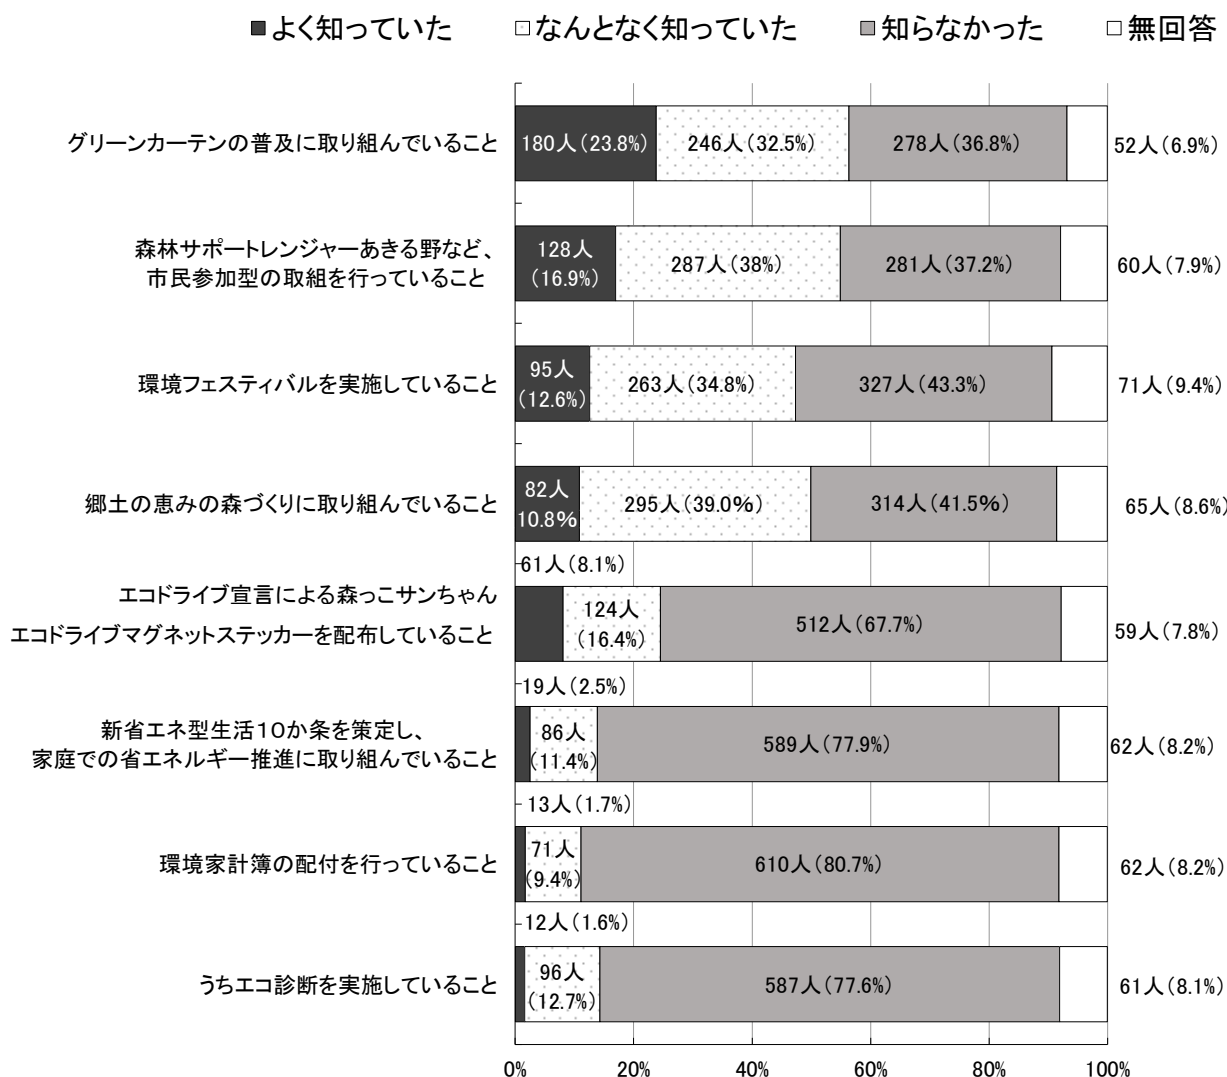 ■よく知っていた □なんとなく知っていた ■知らなかった □無回答
グリーンカーテンの普及に取り組んでいること 180人(23.8%) 246人(32.5%) 278人(36.8%) 52人(6.9%)
森林サポートレンジャーあきる野など、
市民参加型の取組を行っていること
128人
(16.9%)
287人(38%) 281人(37.2%) 60人(7.9%)
環境フェスティバルを実施していること
95人
(12.6%)
263人(34.8%) 327人(43.3%) 71人(9.4%)
郷土の恵みの森づくりに取り組んでいること
82人
10.8%
295人(39.0%) 314人(41.5%) 65人(8.6%)
61人(8.1%)
エコドライブ宣言による森っこサンちゃん
エコドライブマグネットステッカーを配布していること
124人
(16.4%)
512人(67.7%) 59人(7.8%)
19人(2.5%)
新省エネ型生活10か条を策定し、
家庭での省エネルギー推進に取り組んでいること
86人
(11.4%)
589人(77.9%) 62人(8.2%)
13人(1.7%)
環境家計簿の配付を行っていること
71人
(9.4%)
610人(80.7%) 62人(8.2%)
12人(1.6%)
うちエコ診断を実施していること
96人
(12.7%)
587人(77.6%) 61人(8.1%)
0% 20% 40% 60% 80% 100%